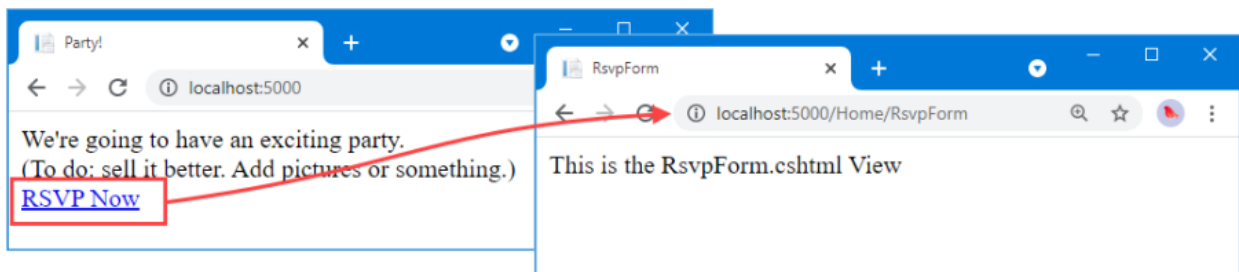 Party!
localhost:5000
We're going to have an exciting party.
(To do: sell it better. Add pictures or something.)
RSVP Now
RsvpForm
localhost:5000/Home/RsvpForm
This is the RsvpForm.cshtml View